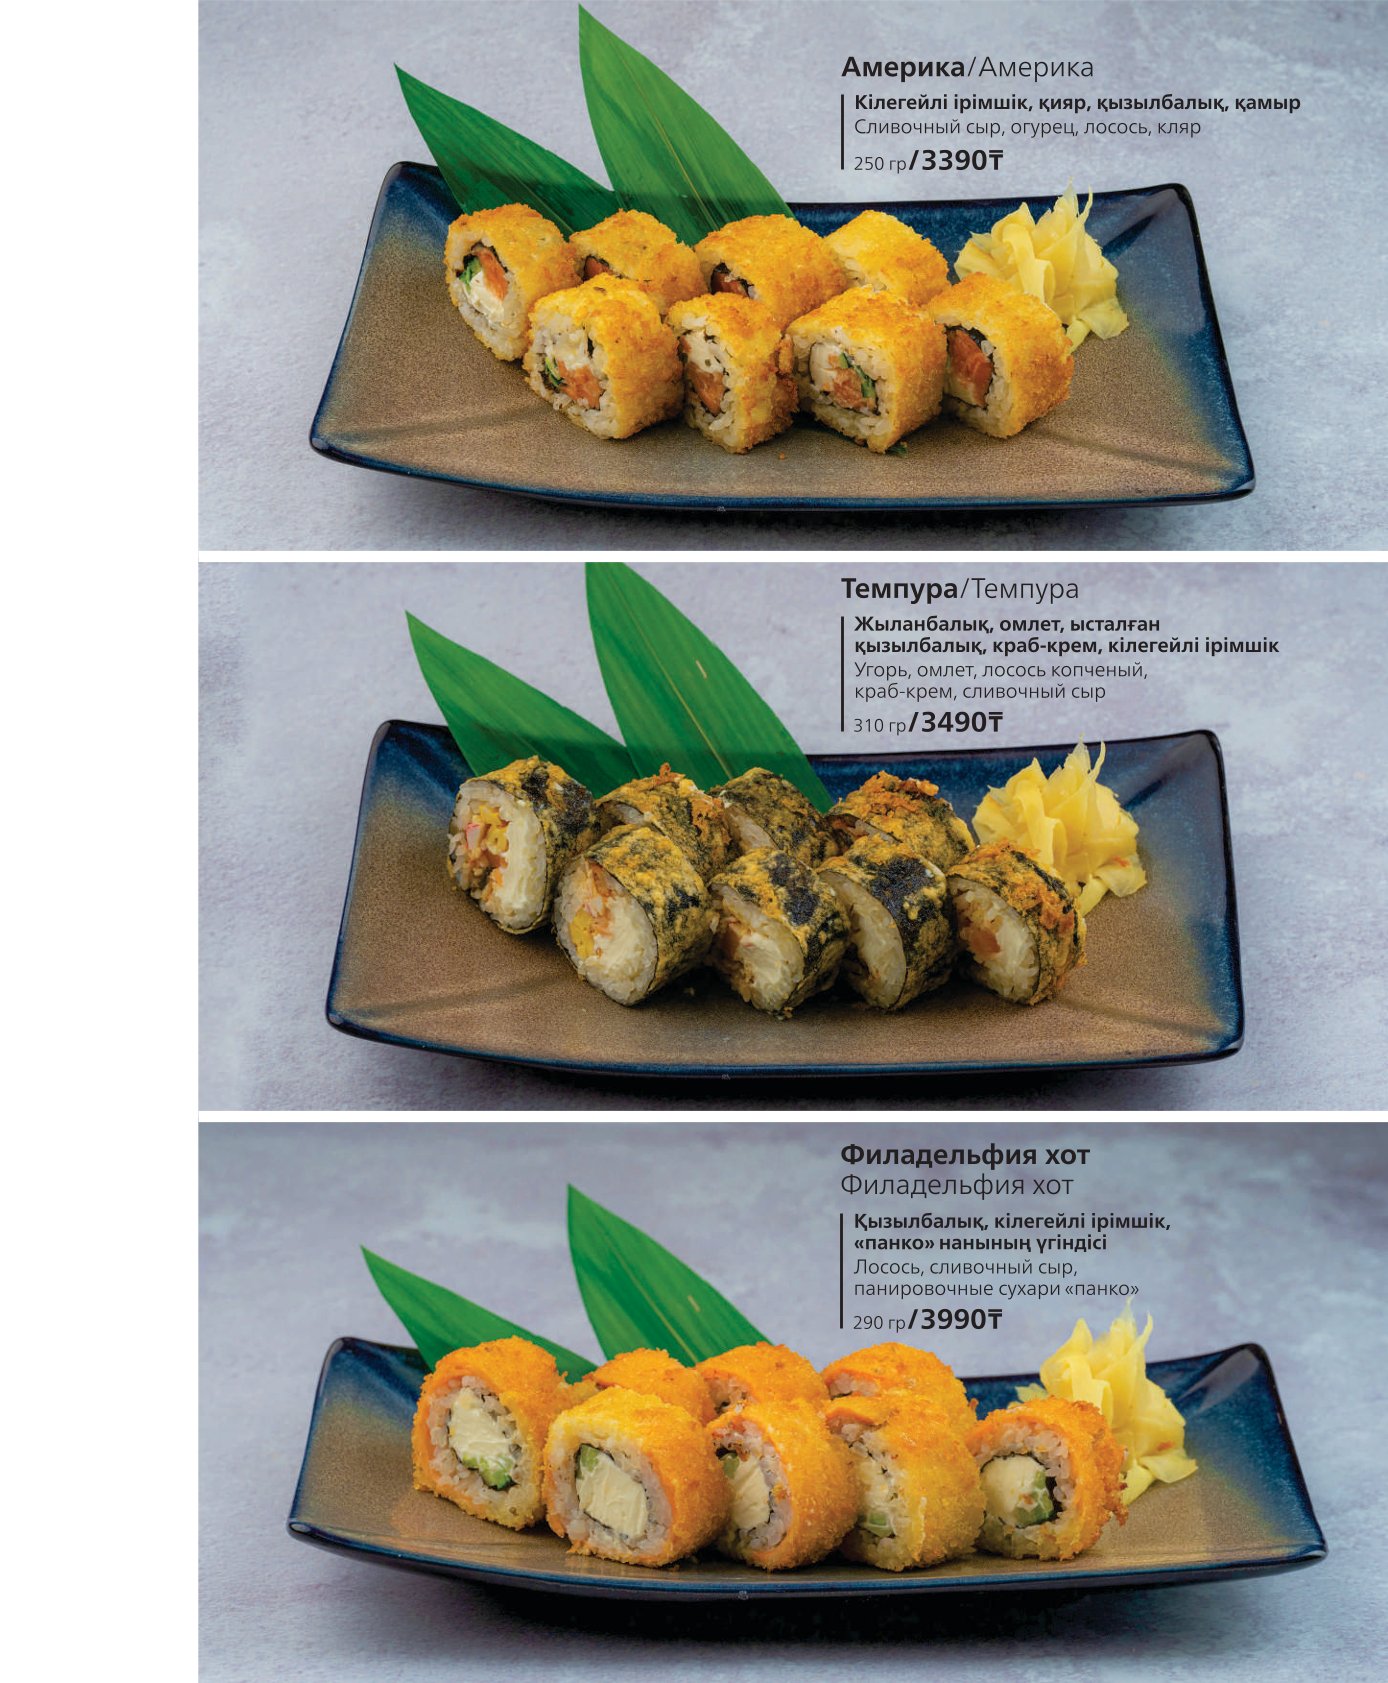 Америка/Америка
Кілегейлі ірімшік, қияр, қызылбалық, қамыр
Сливочный сыр, огурец, лосось, кляр
250 гр/3390₸
Темпура/Темпура
Жыланбалық, омлет, ысталған
қызылбалық, краб-крем, кілегейлі ірімшік
Угорь, омлет, лосось копченый,
краб-крем, сливочный сыр
310 гр/3490₸
Филадельфия хот
Филадельфия хот
Қызылбалық, кілегейлі ірімшік,
«панко» нанының үгіндісі
Лосось, сливочный сыр,
панировочные сухари «панко»
290 гр/3990₸